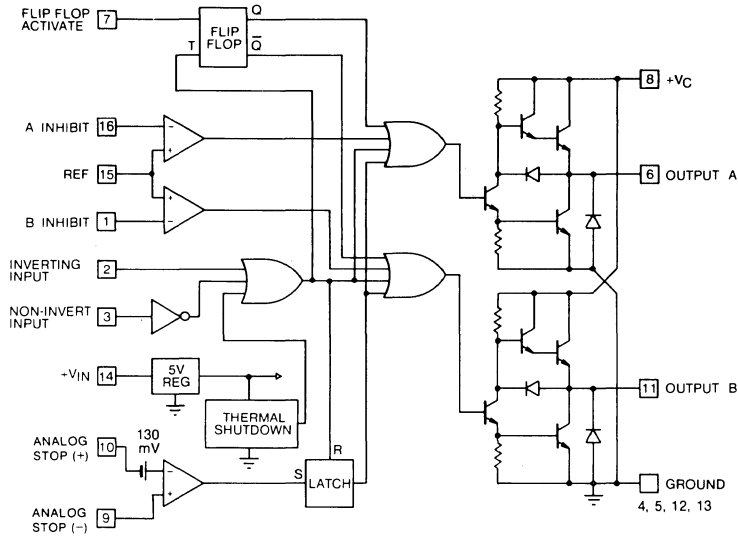 FLIP FLOP
ACTIVATE
7
T
FLIP
FLOP
Q
Q̅
A INHIBIT 16
REF 15
B INHIBIT 1
INVERTING
INPUT
2
NON-INVERT
INPUT
3
+VIN 14
5V
REG
THERMAL
SHUTDOWN
ANALOG
STOP (+)
10
130
mV
ANALOG
STOP (−)
9
−
+
+
−
−
+
S
R
LATCH
8 +VC
6 OUTPUT A
11 OUTPUT B
GROUND
4, 5, 12, 13